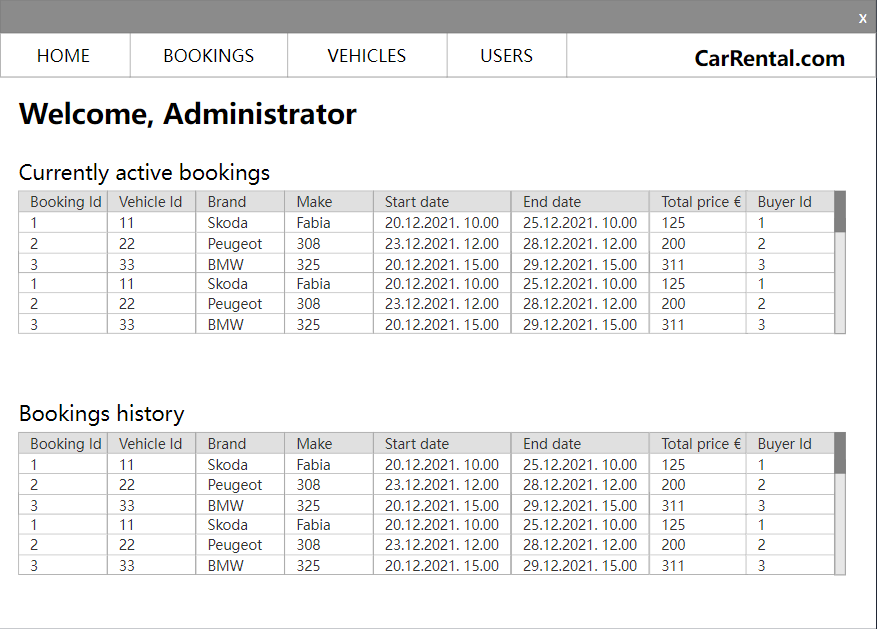 x
HOME BOOKINGS VEHICLES USERS CarRental.com
Welcome, Administrator
Currently active bookings
Booking Id Vehicle Id Brand Make Start date End date Total price € Buyer Id
1 11 Skoda Fabia 20.12.2021. 10.00 25.12.2021. 10.00 125 1
2 22 Peugeot 308 23.12.2021. 12.00 28.12.2021. 12.00 200 2
3 33 BMW 325 20.12.2021. 15.00 29.12.2021. 15.00 311 3
1 11 Skoda Fabia 20.12.2021. 10.00 25.12.2021. 10.00 125 1
2 22 Peugeot 308 23.12.2021. 12.00 28.12.2021. 12.00 200 2
3 33 BMW 325 20.12.2021. 15.00 29.12.2021. 15.00 311 3
Bookings history
Booking Id Vehicle Id Brand Make Start date End date Total price € Buyer Id
1 11 Skoda Fabia 20.12.2021. 10.00 25.12.2021. 10.00 125 1
2 22 Peugeot 308 23.12.2021. 12.00 28.12.2021. 12.00 200 2
3 33 BMW 325 20.12.2021. 15.00 29.12.2021. 15.00 311 3
1 11 Skoda Fabia 20.12.2021. 10.00 25.12.2021. 10.00 125 1
2 22 Peugeot 308 23.12.2021. 12.00 28.12.2021. 12.00 200 2
3 33 BMW 325 20.12.2021. 15.00 29.12.2021. 15.00 311 3